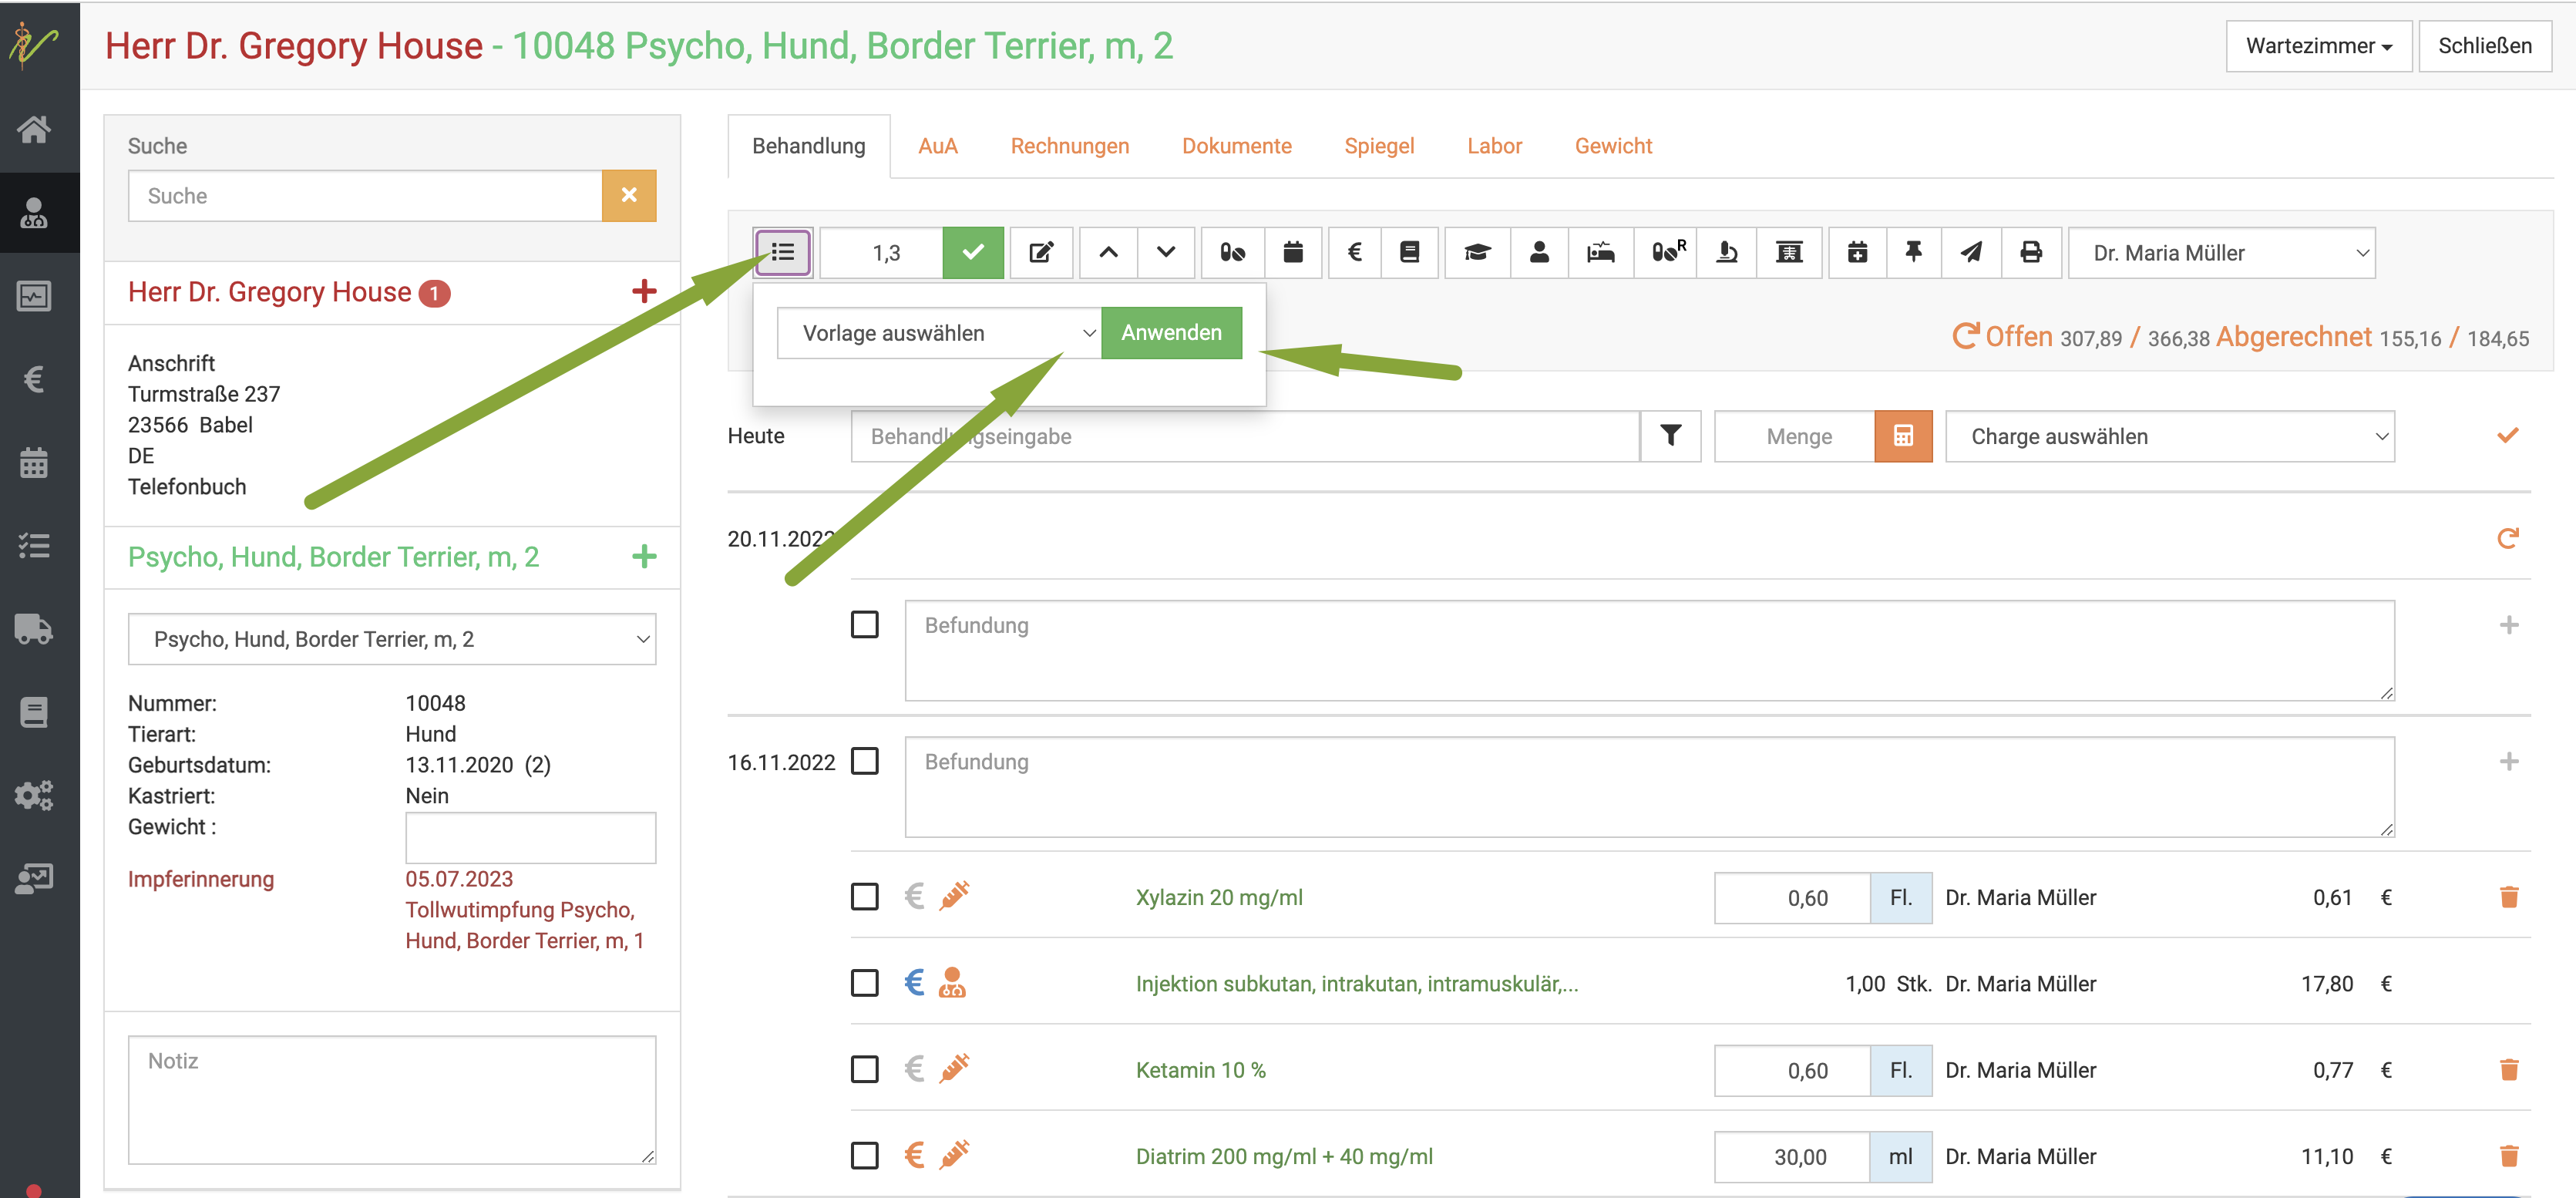 Herr Dr. Gregory House - 10048 Psycho, Hund, Border Terrier, m, 2
Wartezimmer
Schließen
Suche
Suche
Herr Dr. Gregory House 1
Anschrift
Turmstraße 237
23566 Babel
DE
Telefonbuch
Psycho, Hund, Border Terrier, m, 2
Psycho, Hund, Border Terrier, m, 2
Nummer: 10048
Tierart: Hund
Geburtsdatum: 13.11.2020 (2)
Kastriert: Nein
Gewicht :
Impferinnerung 05.07.2023
Tollwutimpfung Psycho,
Hund, Border Terrier, m, 1
Notiz
Behandlung AuA Rechnungen Dokumente Spiegel Labor Gewicht
1,3 € R Dr. Maria Müller
Vorlage auswählen Anwenden
Offen 307,89 / 366,38 Abgerechnet 155,16 / 184,65
Heute Behandlungseingabe Menge Charge auswählen
20.11.2022
Befundung
16.11.2022 Befundung
€ Xylazin 20 mg/ml 0,60 Fl. Dr. Maria Müller 0,61 €
€ Injektion subkutan, intrakutan, intramuskulär,... 1,00 Stk. Dr. Maria Müller 17,80 €
€ Ketamin 10 % 0,60 Fl. Dr. Maria Müller 0,77 €
€ Diatrim 200 mg/ml + 40 mg/ml 30,00 ml Dr. Maria Müller 11,10 €